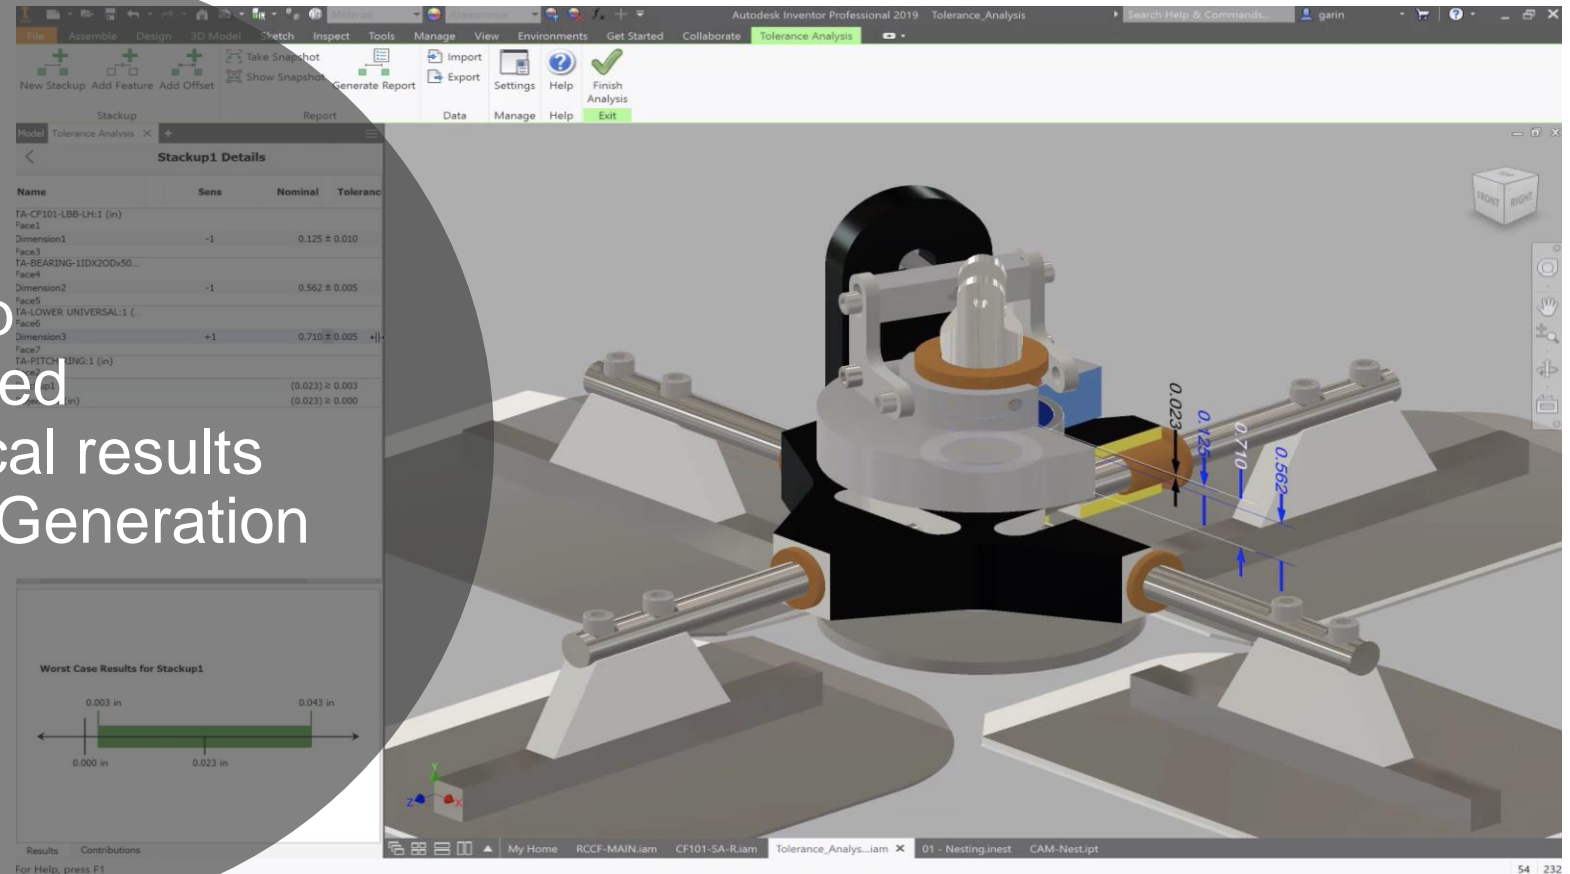 Material Appearance Autodesk Inventor Professional 2019 Tolerance_Analysis Search Help & Commands... garin
File Assemble Design 3D Model Sketch Inspect Tools Manage View Environments Get Started Collaborate Tolerance Analysis
New Stackup Add Feature Add Offset
Take Snapshot
Show Snapshot
Generate Report
Import
Export
Settings Help Finish
Analysis
Stackup Report Data Manage Help Exit
Model Tolerance Analysis
Stackup1 Details
Name Sens Nominal Toleranc
TA-CF101-LBB-LH:1 (in)
Face1
Dimension1 -1 0.125 ± 0.010
Face3
TA-BEARING-1IDX2ODx50...
Face4
Dimension2 -1 0.562 ± 0.005
Face5
TA-LOWER UNIVERSAL:1 (...
Face6
Dimension3 +1 0.710 ± 0.005
Face7
(0.023) ≥ 0.003
(0.023) ≥ 0.000
ed
cal results
Generation
Worst Case Results for Stackup1
0.003 in 0.043 in
0.000 in 0.023 in
Results Contributions
For Help, press F1
FRONT RIGHT
0.023
0.125
0.710
0.562
Y
Z X
My Home RCCF-MAIN.iam CF101-SA-R.iam Tolerance_Analys...iam 01 - Nesting.inest CAM-Nest.ipt
54 232